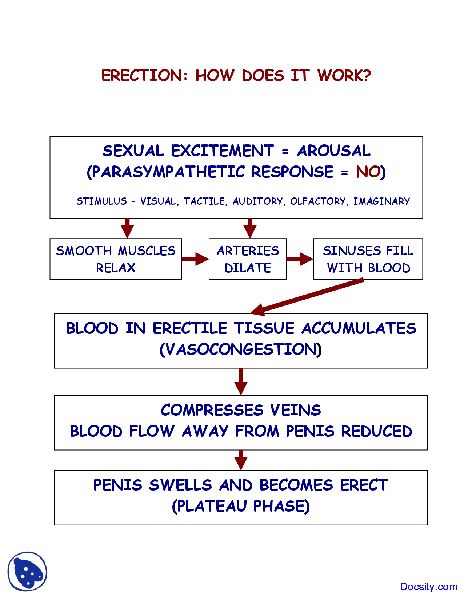 ERECTION: HOW DOES IT WORK?
SEXUAL EXCITEMENT = AROUSAL
(PARASYMPATHETIC RESPONSE = NO)
STIMULUS - VISUAL, TACTILE, AUDITORY, OLFACTORY, IMAGINARY
SMOOTH MUSCLES
RELAX
ARTERIES
DILATE
SINUSES FILL
WITH BLOOD
BLOOD IN ERECTILE TISSUE ACCUMULATES
(VASOCONGESTION)
COMPRESSES VEINS
BLOOD FLOW AWAY FROM PENIS REDUCED
PENIS SWELLS AND BECOMES ERECT
(PLATEAU PHASE)
Docsity.com